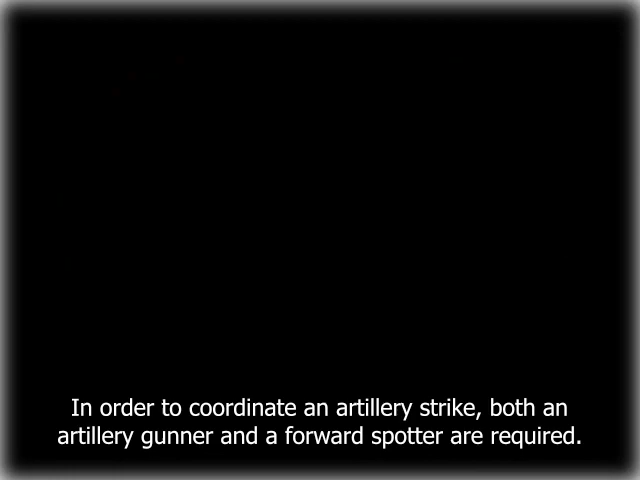 In order to coordinate an artillery strike, both an
artillery gunner and a forward spotter are required.